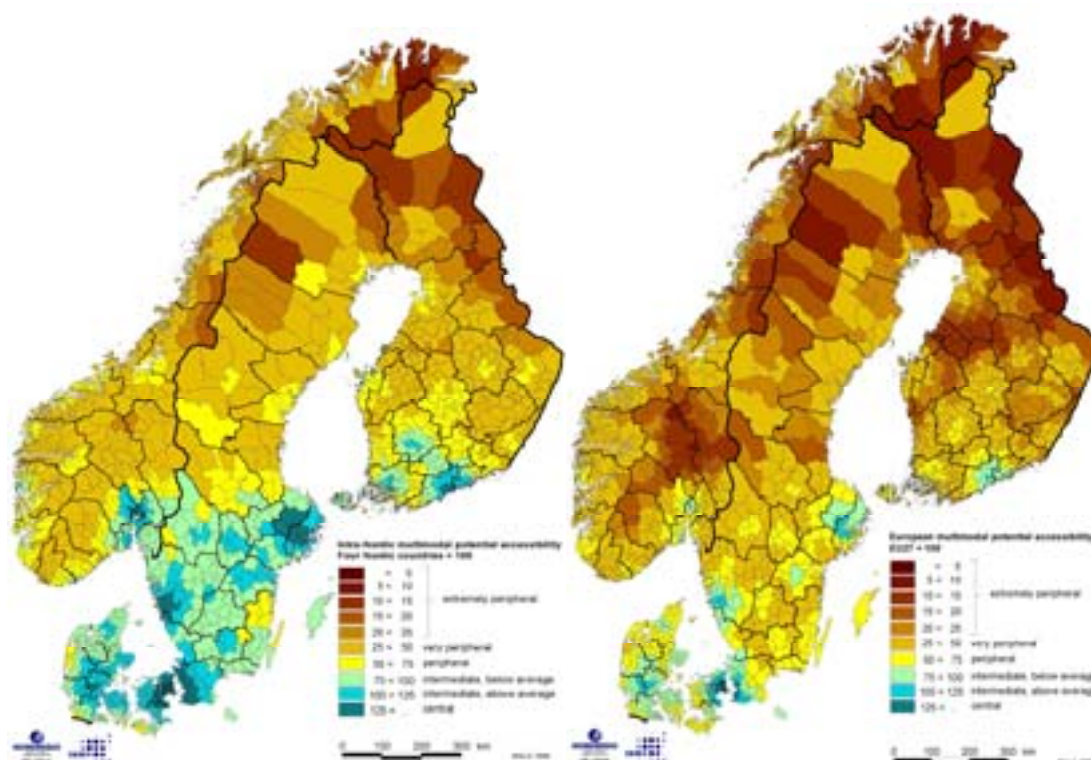 Intra-Nordic multimodal potential accessibility
Four Nordic countries = 100
5 - 10
10 - 15
15 - 20
20 - 25
25 - 50
50 - 75
75 - 100
100 - 125
125 -
extremely peripheral
very peripheral
peripheral
intermediate, below average
intermediate, above average
central
0 100 200 300 km
European multimodal potential accessibility
EU27 = 100
5 - 10
10 - 15
15 - 20
20 - 25
25 - 50
50 - 75
75 - 100
100 - 125
125 -
extremely peripheral
very peripheral
peripheral
intermediate, below average
intermediate, above average
central
0 100 200 300 km